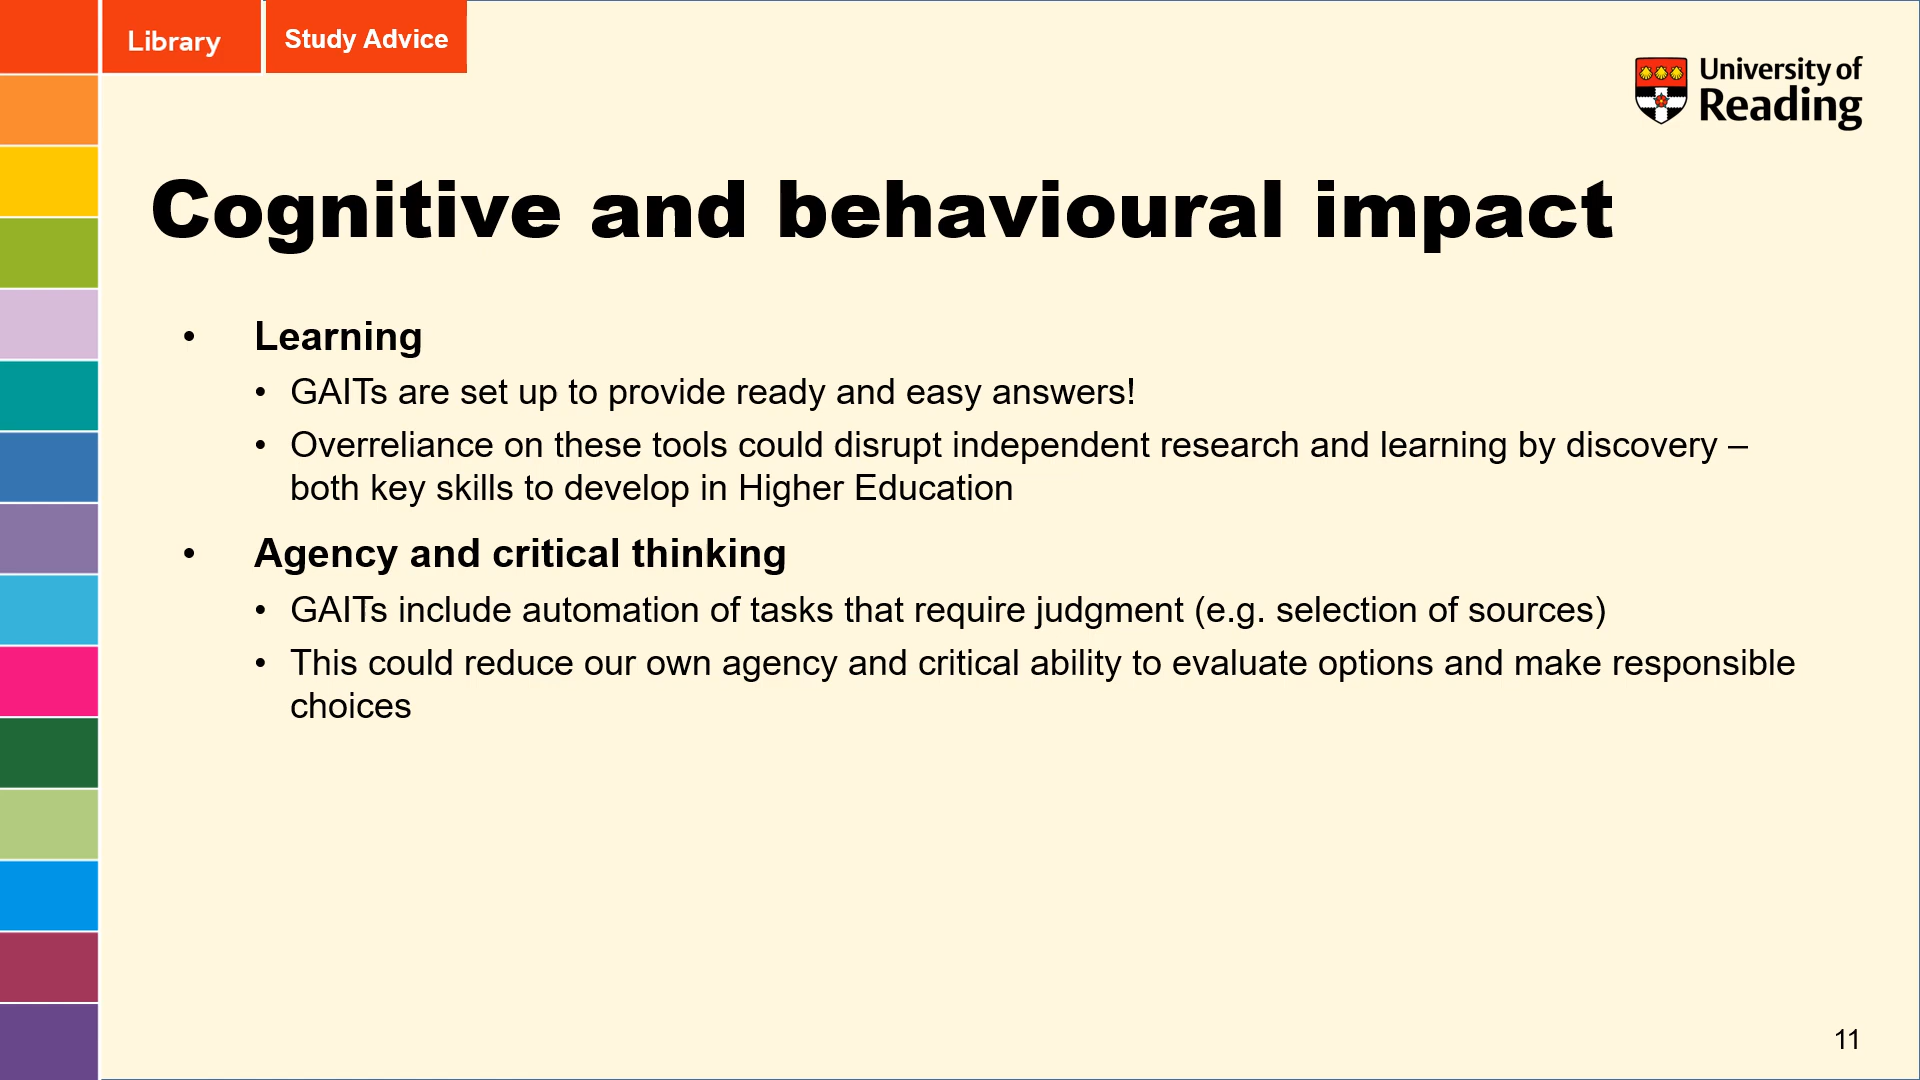 Library
Study Advice
University of
Reading
Cognitive and behavioural impact
• Learning
• GAITs are set up to provide ready and easy answers!
• Overreliance on these tools could disrupt independent research and learning by discovery –
both key skills to develop in Higher Education
• Agency and critical thinking
• GAITs include automation of tasks that require judgment (e.g. selection of sources)
• This could reduce our own agency and critical ability to evaluate options and make responsible
choices
11